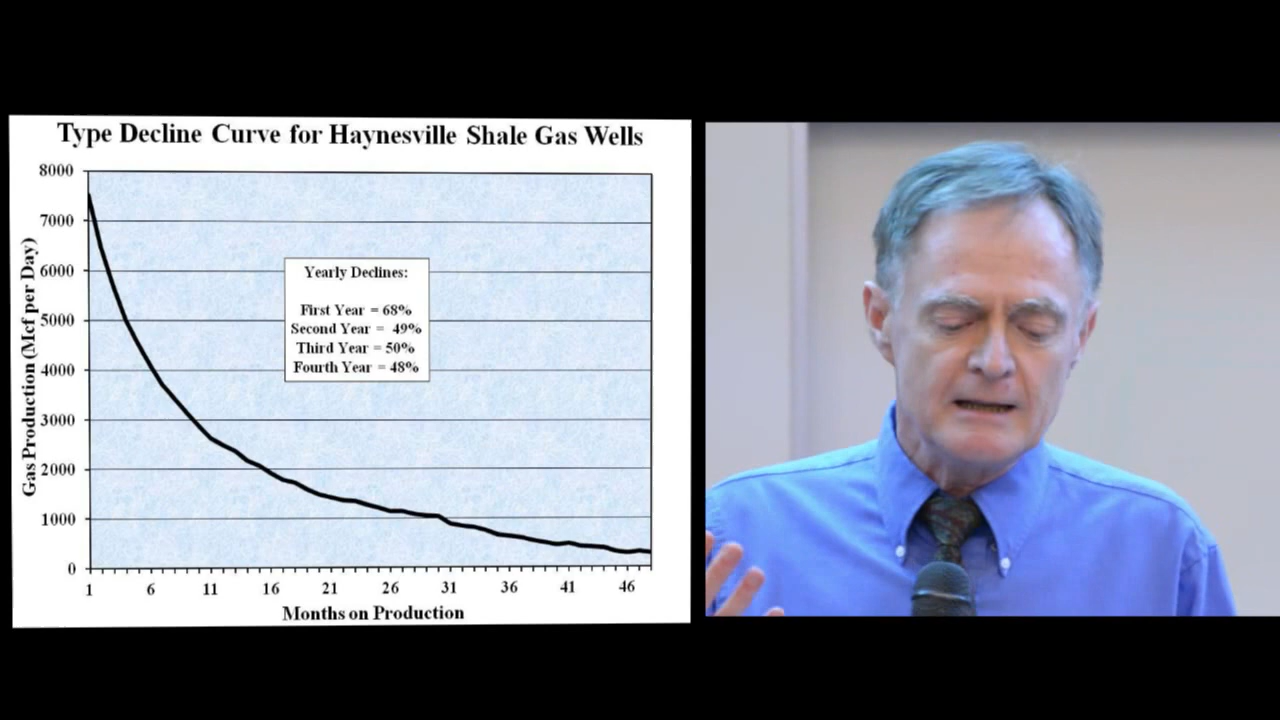 Type Decline Curve for Haynesville Shale Gas Wells
8000
7000
6000
5000
4000
3000
2000
1000
0
Gas Production (Mcf per Day)
Yearly Declines:
First Year = 68%
Second Year = 49%
Third Year = 50%
Fourth Year = 48%
1 6 11 16 21 26 31 36 41 46
Months on Production